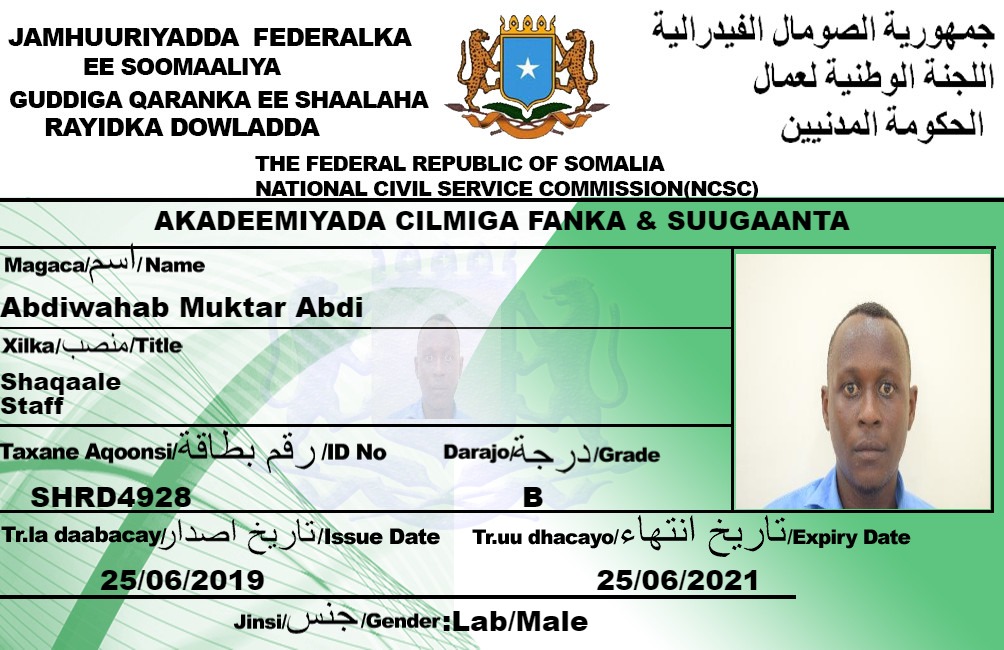 JAMHUURIYADDA FEDERALKA
EE SOOMAALIYA
GUDDIGA QARANKA EE SHAALAHA
RAYIDKA DOWLADDA
جمهورية الصومال الفيدرالية
اللجنة الوطنية لعمال
الحكومة المدنيين
THE FEDERAL REPUBLIC OF SOMALIA
NATIONAL CIVIL SERVICE COMMISSION(NCSC)
AKADEEMIYADA CILMIGA FANKA & SUUGAANTA
Magaca/اسم/Name
Abdiwahab Muktar Abdi
Xilka/منصب/Title
Shaqaale
Staff
Taxane Aqoonsi/رقم بطاقة/ID No
SHRD4928
Darajo/درجة/Grade
B
Tr.la daabacay/تاريخ اصدار/Issue Date
25/06/2019
Tr.uu dhacayo/تاريخ انتهاء/Expiry Date
25/06/2021
Jinsi/جنس/Gender:Lab/Male